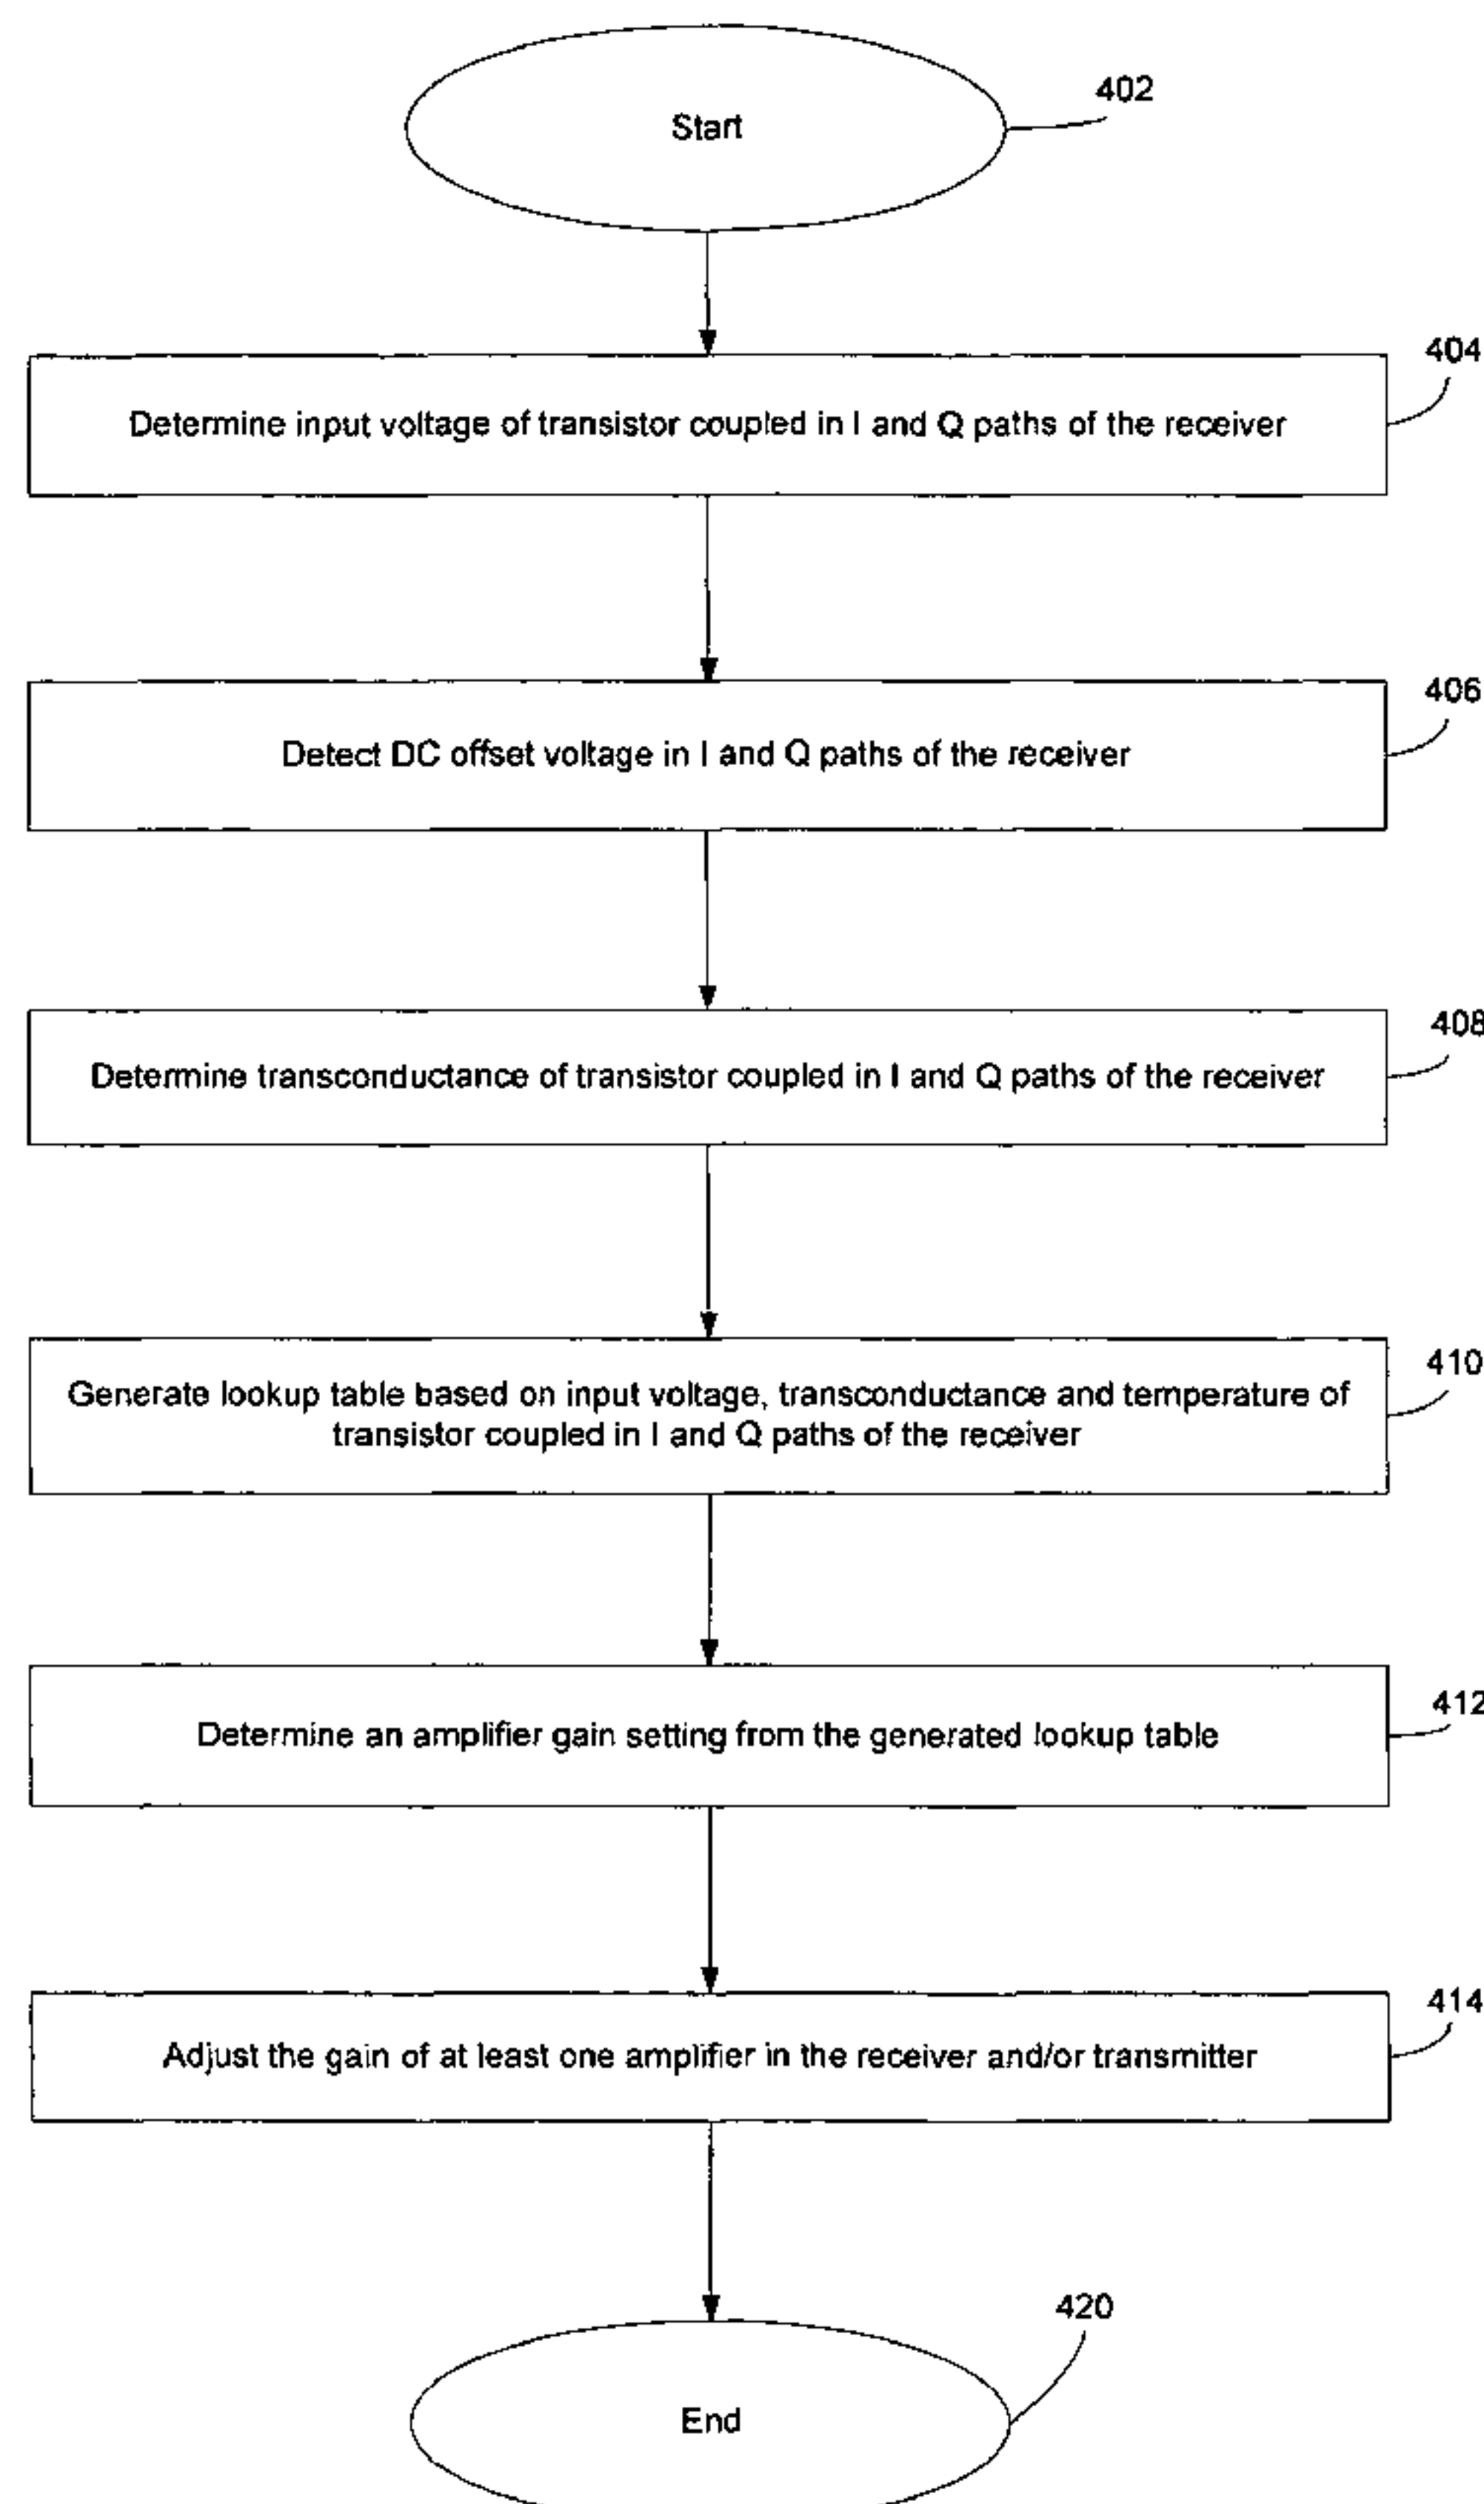 Start
402
404
Determine input voltage of transistor coupled in I and Q paths of the receiver
406
Detect DC offset voltage in I and Q paths of the receiver
408
Determine transconductance of transistor coupled in I and Q paths of the receiver
410
Generate lookup table based on input voltage, transconductance and temperature of
transistor coupled in I and Q paths of the receiver
412
Determine an amplifier gain setting from the generated lookup table
414
Adjust the gain of at least one amplifier in the receiver and/or transmitter
420
End